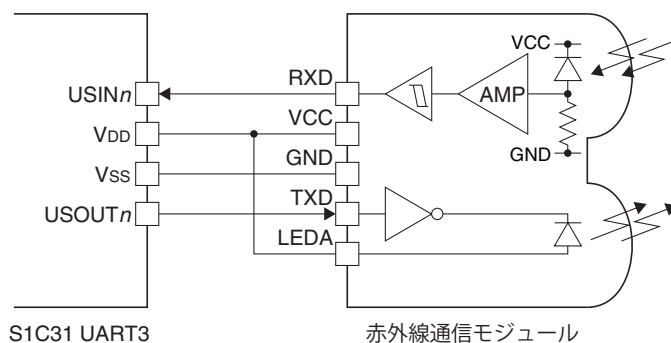 USINn
VDD
VSS
USOUTn
S1C31 UART3
RXD
VCC
GND
TXD
LEDA
AMP
VCC
GND
赤外線通信モジュール